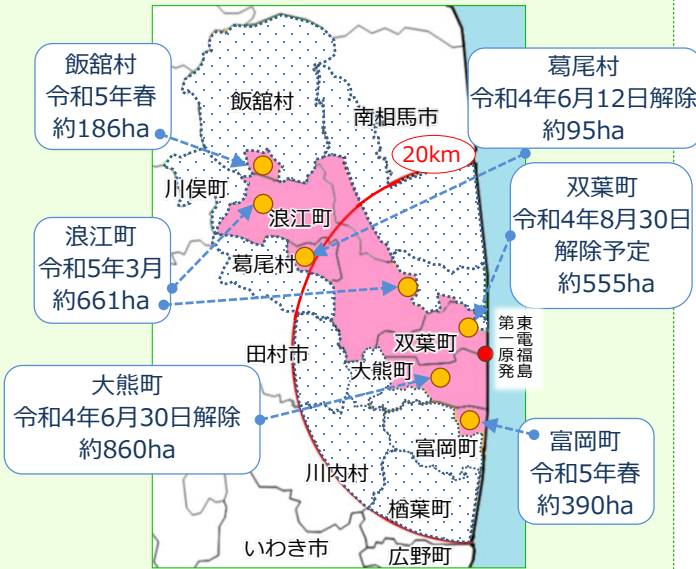 飯舘村
令和5年春
約186ha
葛尾村
令和4年6月12日解除
約95ha
飯舘村
南相馬市
20km
川俣町
双葉町
令和4年8月30日
解除予定
約555ha
浪江町
浪江町
令和5年3月
約661ha
葛尾村
東電福島
第一原発
田村市
双葉町
大熊町
大熊町
令和4年6月30日解除
約860ha
富岡町
富岡町
令和5年春
約390ha
川内村
楢葉町
いわき市
広野町